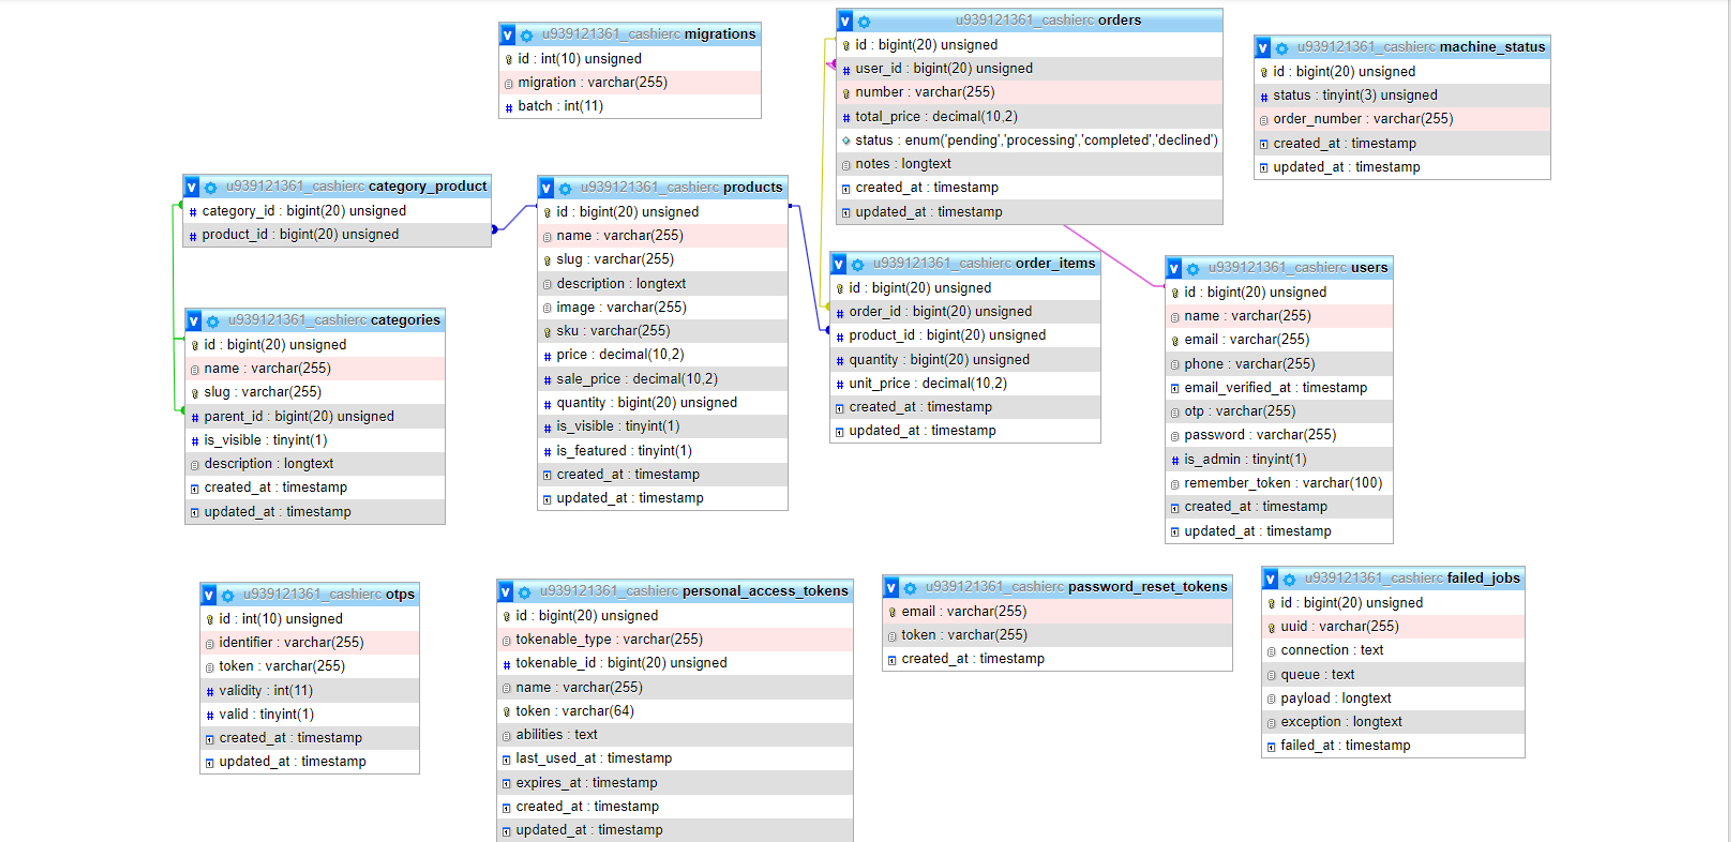 u939121361_cashierc migrations
id : int(10) unsigned
migration : varchar(255)
batch : int(11)
u939121361_cashierc orders
id : bigint(20) unsigned
user_id : bigint(20) unsigned
number : varchar(255)
total_price : decimal(10,2)
status : enum('pending','processing','completed','declined')
notes : longtext
created_at : timestamp
updated_at : timestamp
u939121361_cashierc machine_status
id : bigint(20) unsigned
status : tinyint(3) unsigned
order_number : varchar(255)
created_at : timestamp
updated_at : timestamp
u939121361_cashierc category_product
category_id : bigint(20) unsigned
product_id : bigint(20) unsigned
u939121361_cashierc products
id : bigint(20) unsigned
name : varchar(255)
slug : varchar(255)
description : longtext
image : varchar(255)
sku : varchar(255)
price : decimal(10,2)
sale_price : decimal(10,2)
quantity : bigint(20) unsigned
is_visible : tinyint(1)
is_featured : tinyint(1)
created_at : timestamp
updated_at : timestamp
u939121361_cashierc order_items
id : bigint(20) unsigned
order_id : bigint(20) unsigned
product_id : bigint(20) unsigned
quantity : bigint(20) unsigned
unit_price : decimal(10,2)
created_at : timestamp
updated_at : timestamp
u939121361_cashierc users
id : bigint(20) unsigned
name : varchar(255)
email : varchar(255)
phone : varchar(255)
email_verified_at : timestamp
otp : varchar(255)
password : varchar(255)
is_admin : tinyint(1)
remember_token : varchar(100)
created_at : timestamp
updated_at : timestamp
u939121361_cashierc categories
id : bigint(20) unsigned
name : varchar(255)
slug : varchar(255)
parent_id : bigint(20) unsigned
is_visible : tinyint(1)
description : longtext
created_at : timestamp
updated_at : timestamp
u939121361_cashierc otps
id : int(10) unsigned
identifier : varchar(255)
token : varchar(255)
validity : int(11)
valid : tinyint(1)
created_at : timestamp
updated_at : timestamp
u939121361_cashierc personal_access_tokens
id : bigint(20) unsigned
tokenable_type : varchar(255)
tokenable_id : bigint(20) unsigned
name : varchar(255)
token : varchar(64)
abilities : text
last_used_at : timestamp
expires_at : timestamp
created_at : timestamp
updated_at : timestamp
u939121361_cashierc password_reset_tokens
email : varchar(255)
token : varchar(255)
created_at : timestamp
u939121361_cashierc failed_jobs
id : bigint(20) unsigned
uuid : varchar(255)
connection : text
queue : text
payload : longtext
exception : longtext
failed_at : timestamp